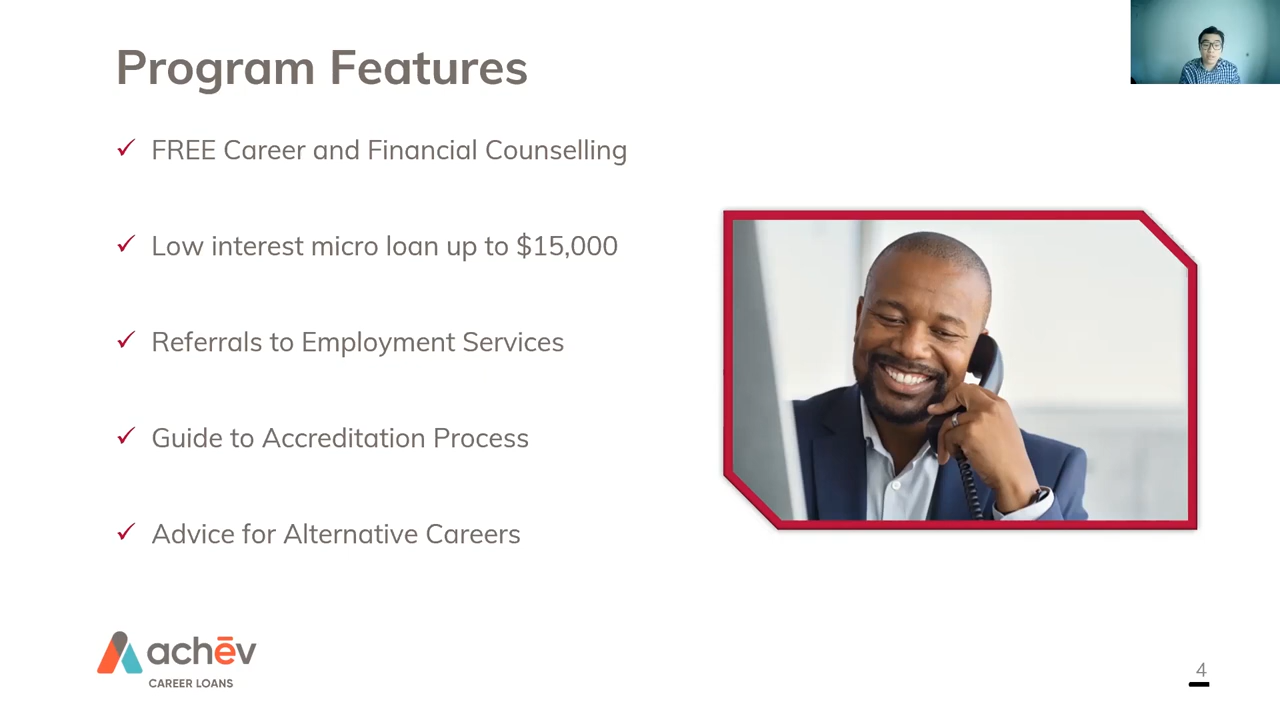 Program Features
✓ FREE Career and Financial Counselling
✓ Low interest micro loan up to $15,000
✓ Referrals to Employment Services
✓ Guide to Accreditation Process
✓ Advice for Alternative Careers
achēv
CAREER LOANS
4